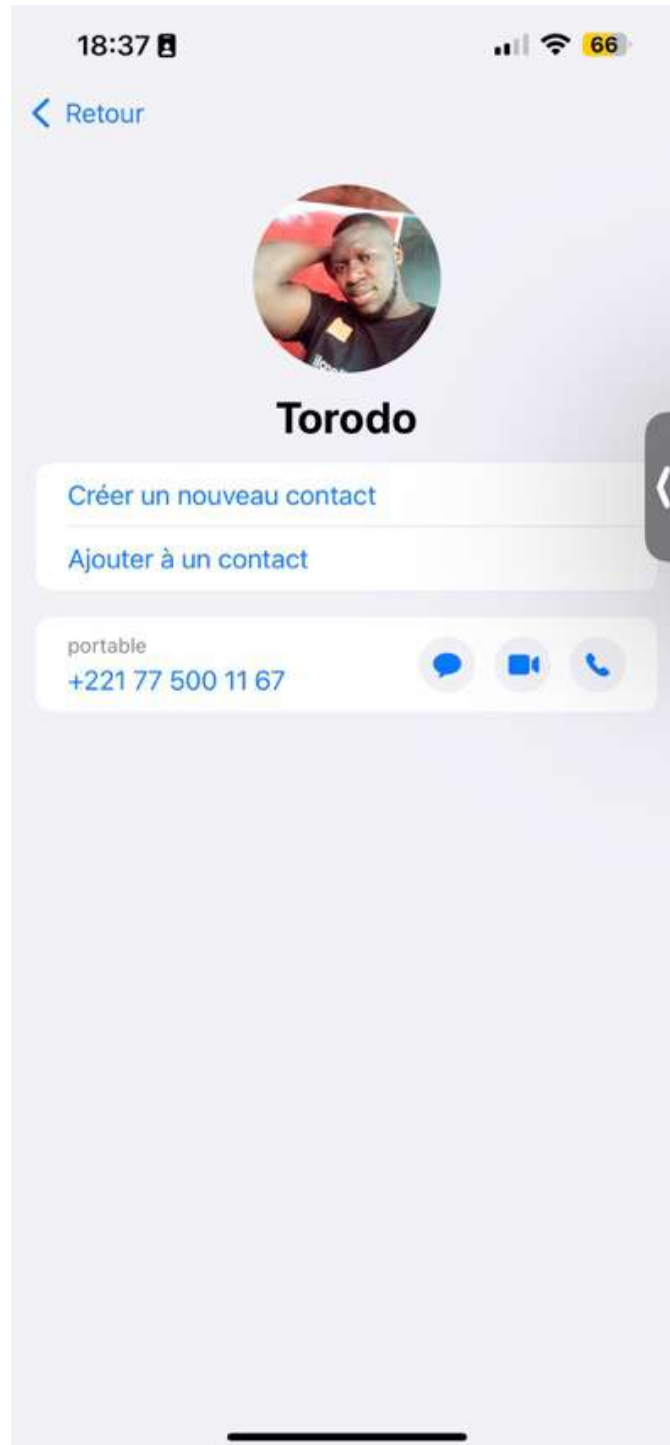 18:37
66
Retour
Torodo
Créer un nouveau contact
Ajouter à un contact
portable
+221 77 500 11 67